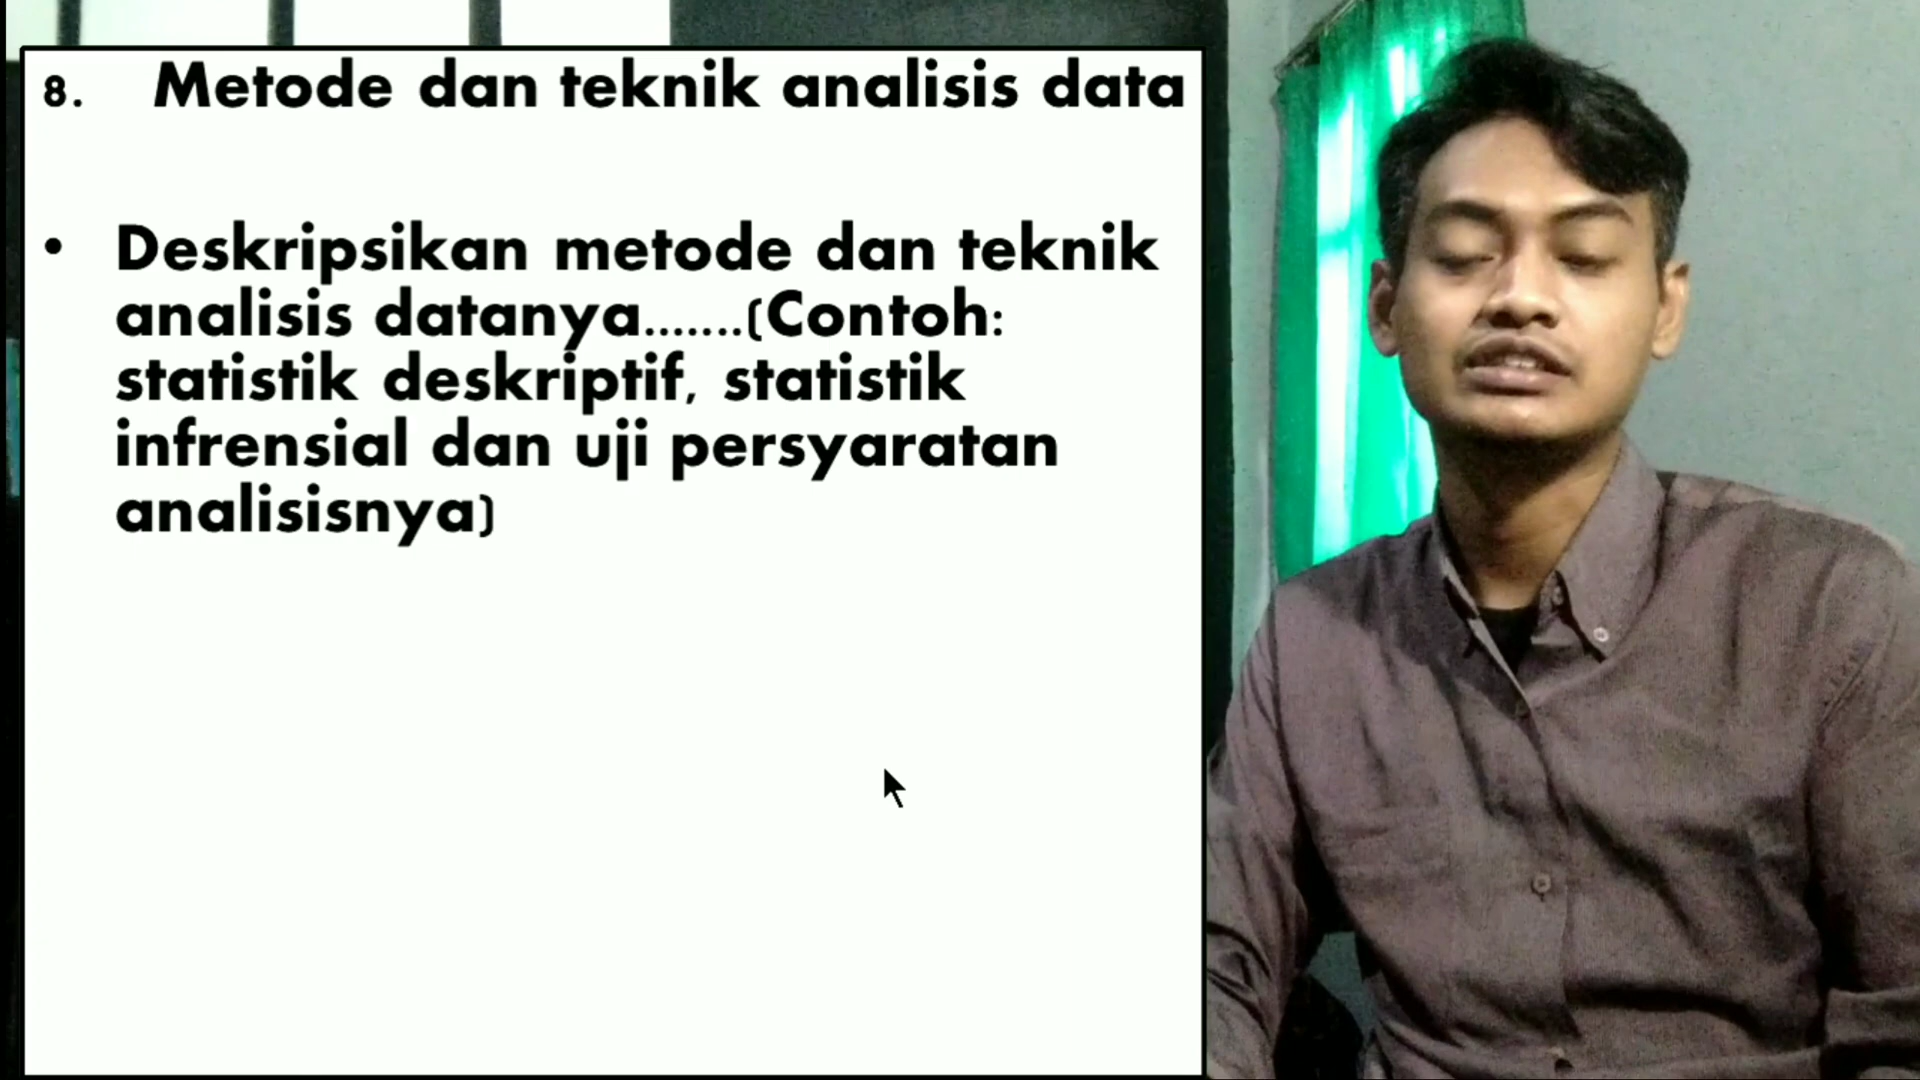 8. Metode dan teknik analisis data
• Deskripsikan metode dan teknik
analisis datanya.......(Contoh:
statistik deskriptif, statistik
infrensial dan uji persyaratan
analisisnya)